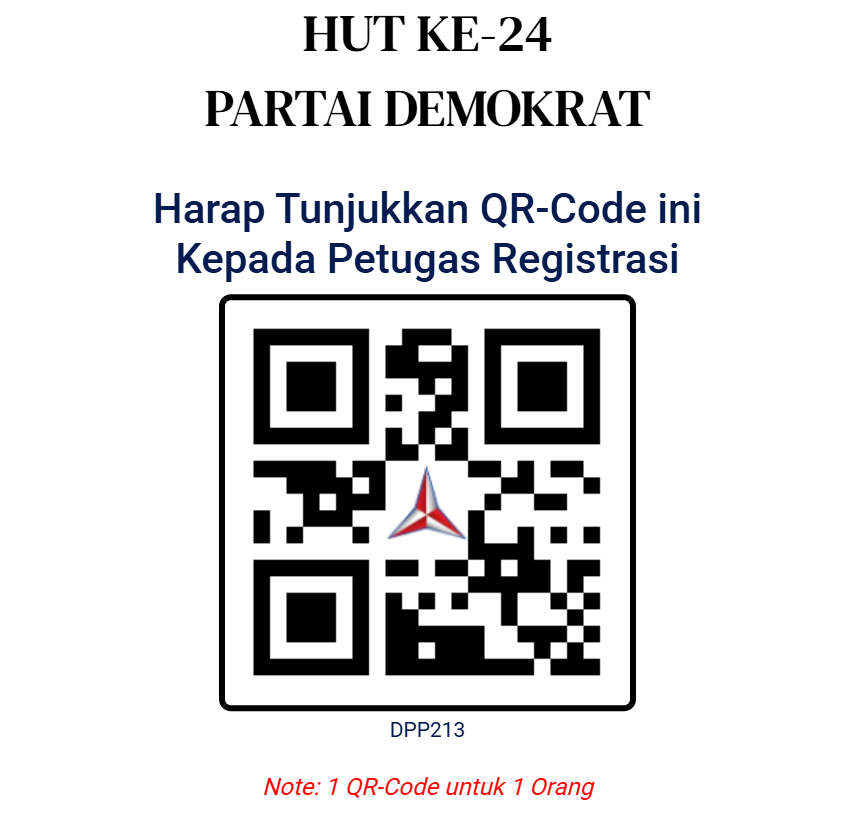 HUT KE-24
PARTAI DEMOKRAT
Harap Tunjukkan QR-Code ini
Kepada Petugas Registrasi
DPP213
Note: 1 QR-Code untuk 1 Orang